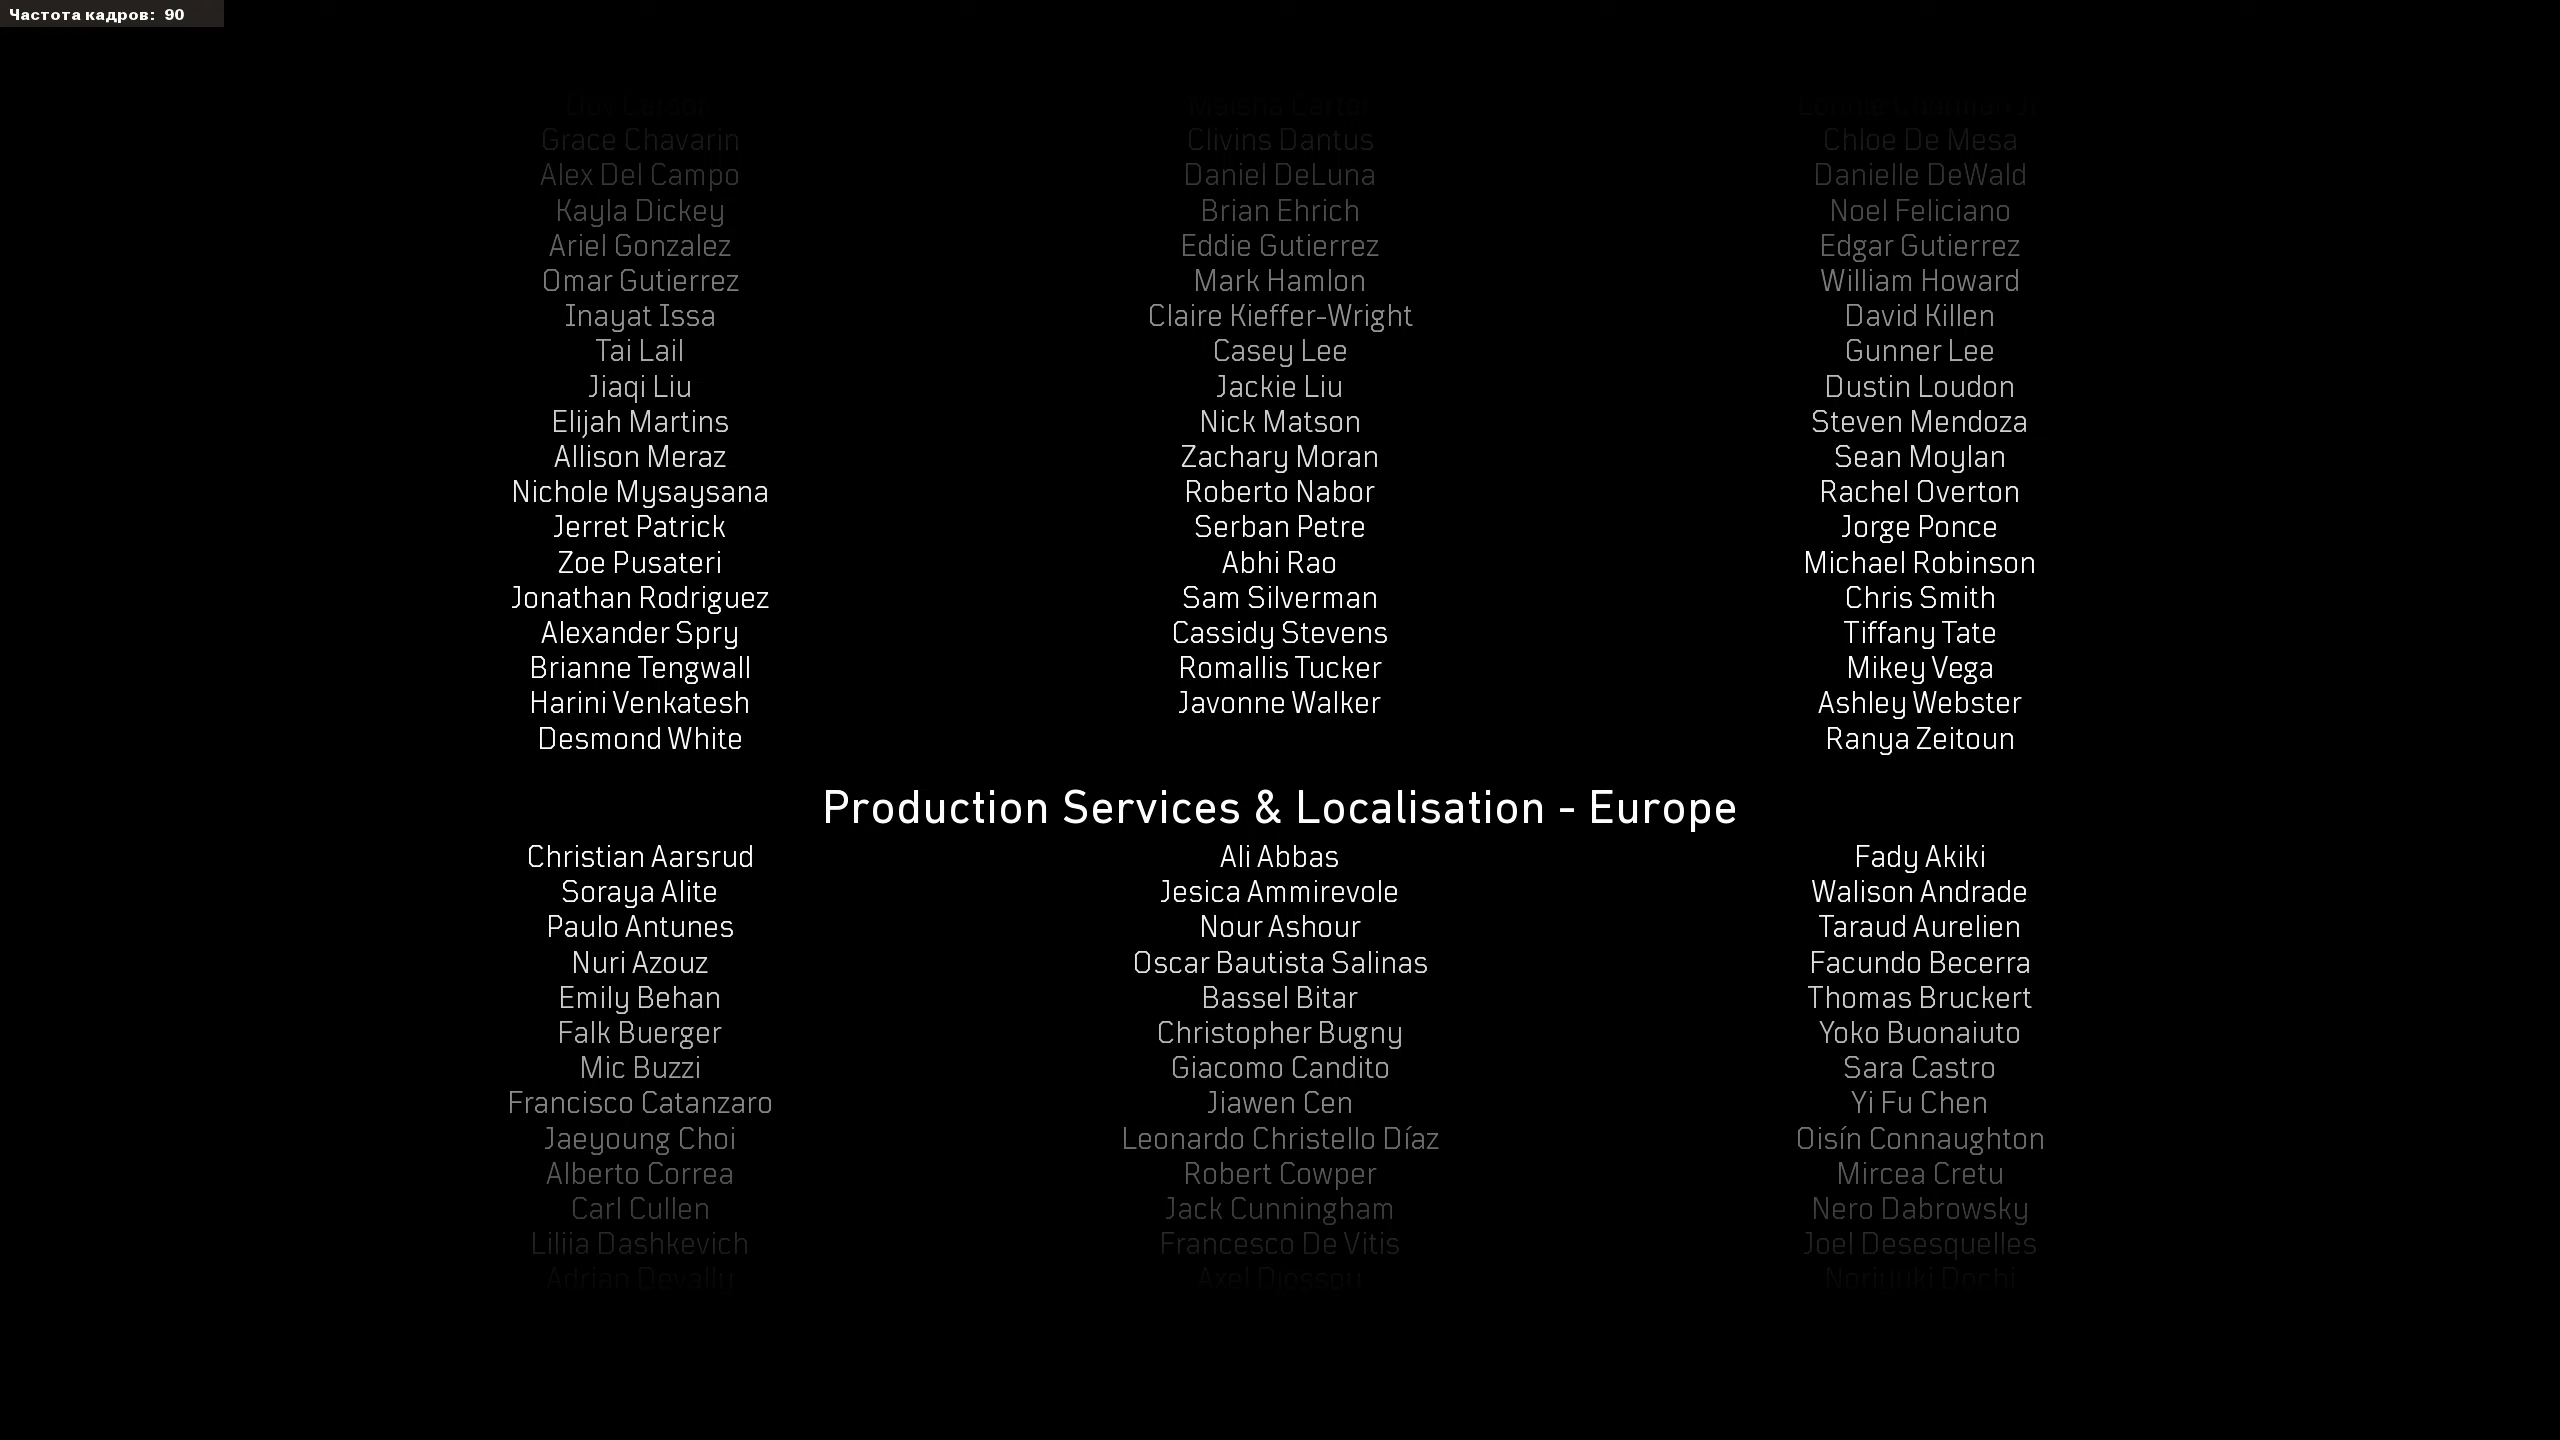 Частота кадров: 90
Maisha Carter
Grace Chavarin Clivins Dantus Chloe De Mesa
Alex Del Campo Daniel DeLuna Danielle DeWald
Kayla Dickey Brian Ehrich Noel Feliciano
Ariel Gonzalez Eddie Gutierrez Edgar Gutierrez
Omar Gutierrez Mark Hamlon William Howard
Inayat Issa Claire Kieffer-Wright David Killen
Tai Lail Casey Lee Gunner Lee
Jiaqi Liu Jackie Liu Dustin Loudon
Elijah Martins Nick Matson Steven Mendoza
Allison Meraz Zachary Moran Sean Moylan
Nichole Mysaysana Roberto Nabor Rachel Overton
Jerret Patrick Serban Petre Jorge Ponce
Zoe Pusateri Abhi Rao Michael Robinson
Jonathan Rodriguez Sam Silverman Chris Smith
Alexander Spry Cassidy Stevens Tiffany Tate
Brianne Tengwall Romallis Tucker Mikey Vega
Harini Venkatesh Javonne Walker Ashley Webster
Desmond White Ranya Zeitoun
Production Services & Localisation - Europe
Christian Aarsrud Ali Abbas Fady Akiki
Soraya Alite Jesica Ammirevole Walison Andrade
Paulo Antunes Nour Ashour Taraud Aurelien
Nuri Azouz Oscar Bautista Salinas Facundo Becerra
Emily Behan Bassel Bitar Thomas Bruckert
Falk Buerger Christopher Bugny Yoko Buonaiuto
Mic Buzzi Giacomo Candito Sara Castro
Francisco Catanzaro Jiawen Cen Yi Fu Chen
Jaeyoung Choi Leonardo Christello Díaz Oisín Connaughton
Alberto Correa Robert Cowper Mircea Cretu
Carl Cullen Jack Cunningham Nero Dabrowsky
Liliia Dashkevich Francesco De Vitis Joel Desesquelles
Adrian Devally Axel Djossou Noriyuki Dochi